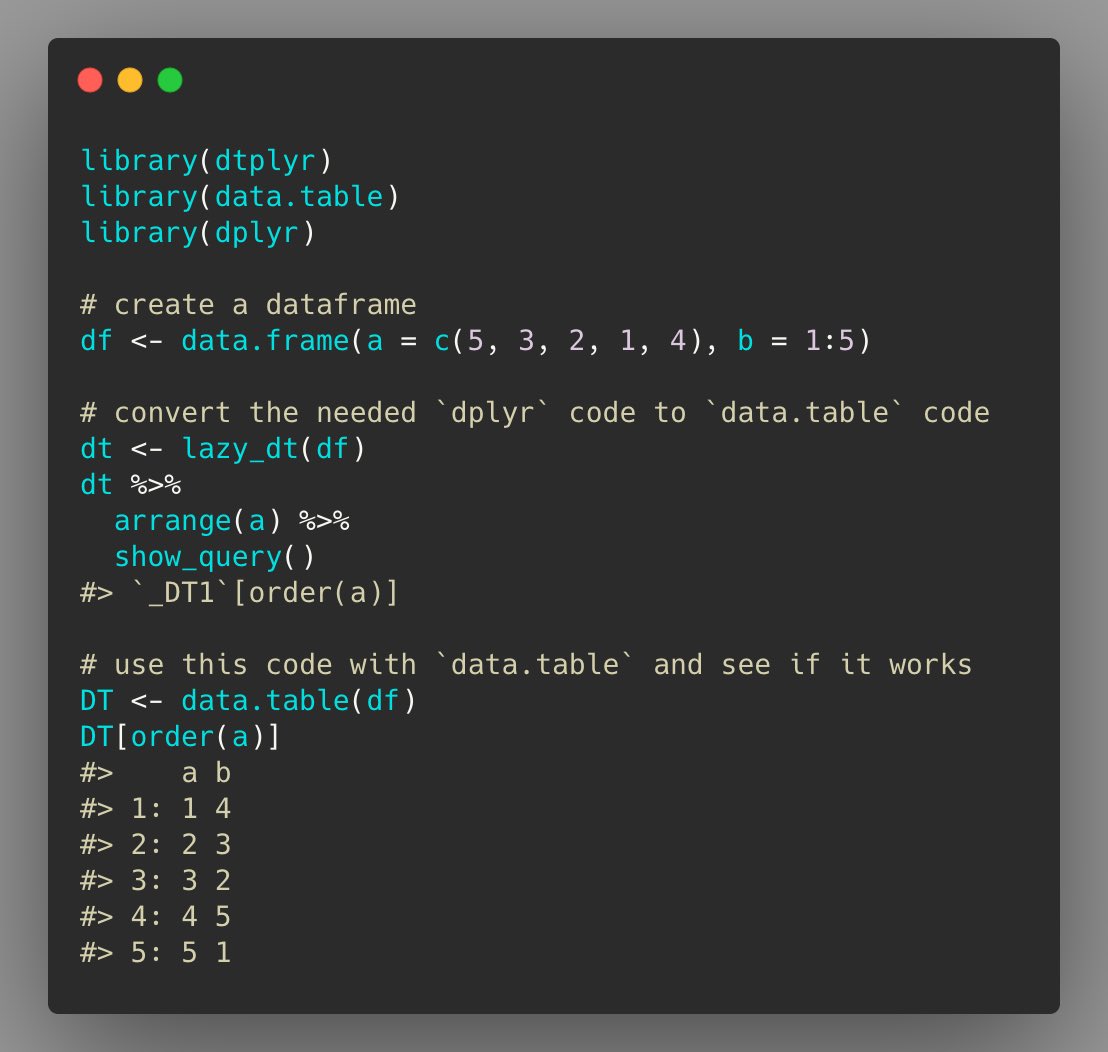 library(dtplyr)
library(data.table)
library(dplyr)

# create a dataframe
df <- data.frame(a = c(5, 3, 2, 1, 4), b = 1:5)

# convert the needed `dplyr` code to `data.table` code
dt <- lazy_dt(df)
dt %>%
  arrange(a) %>%
  show_query()
#> `_DT1`[order(a)]

# use this code with `data.table` and see if it works
DT <- data.table(df)
DT[order(a)]
#>    a b
#> 1: 1 4
#> 2: 2 3
#> 3: 3 2
#> 4: 4 5
#> 5: 5 1